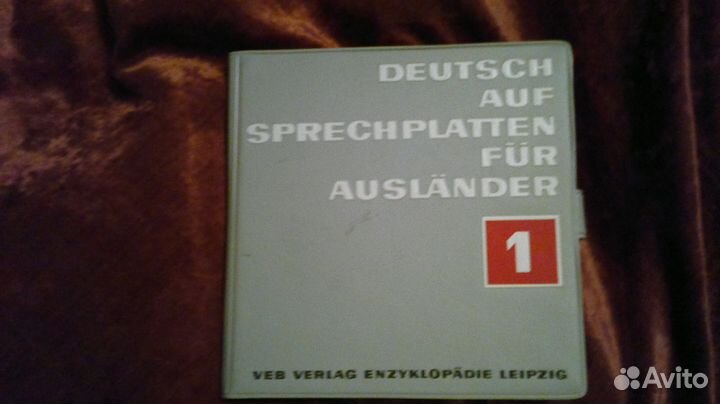 DEUTSCH
AUF
SPRECHPLATTEN
FÜR
AUSLÄNDER
1
VEB VERLAG ENZYKLOPÄDIE LEIPZIG
Avito